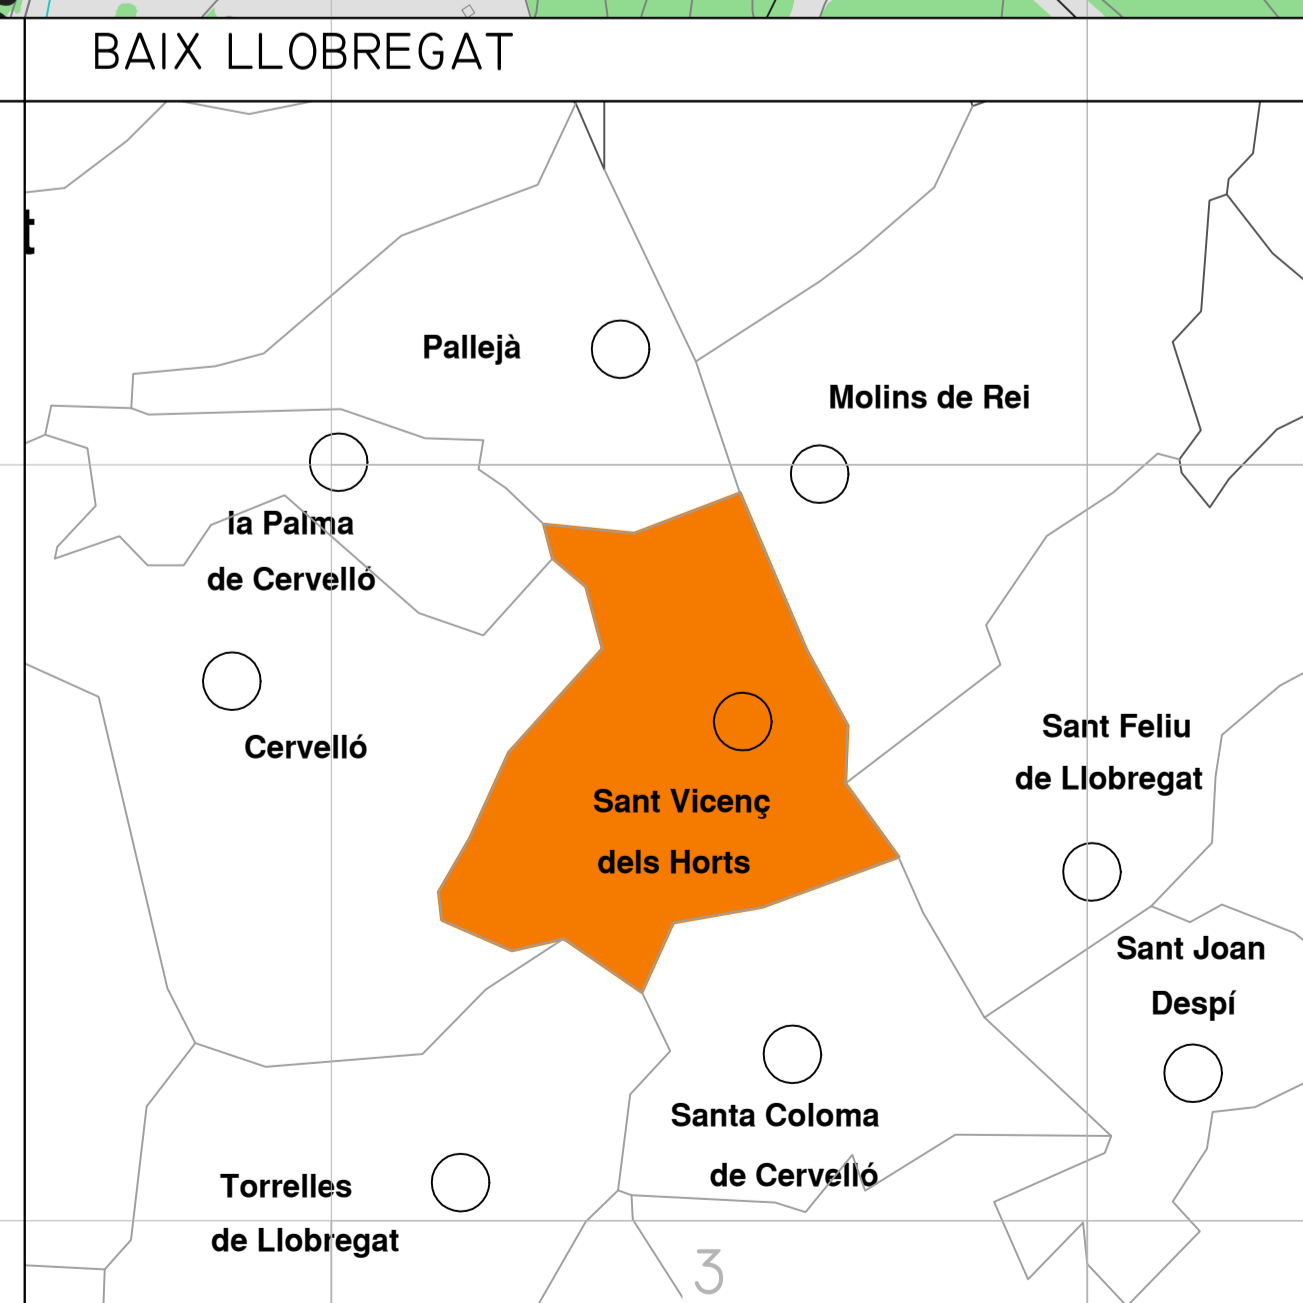 BAIX LLOBREGAT
t
Pallejà
Molins de Rei
la Palma
de Cervelló
Cervelló
Sant Feliu
de Llobregat
Sant Vicenç
dels Horts
Sant Joan
Despí
Santa Coloma
de Cervelló
Torrelles
de Llobregat
3